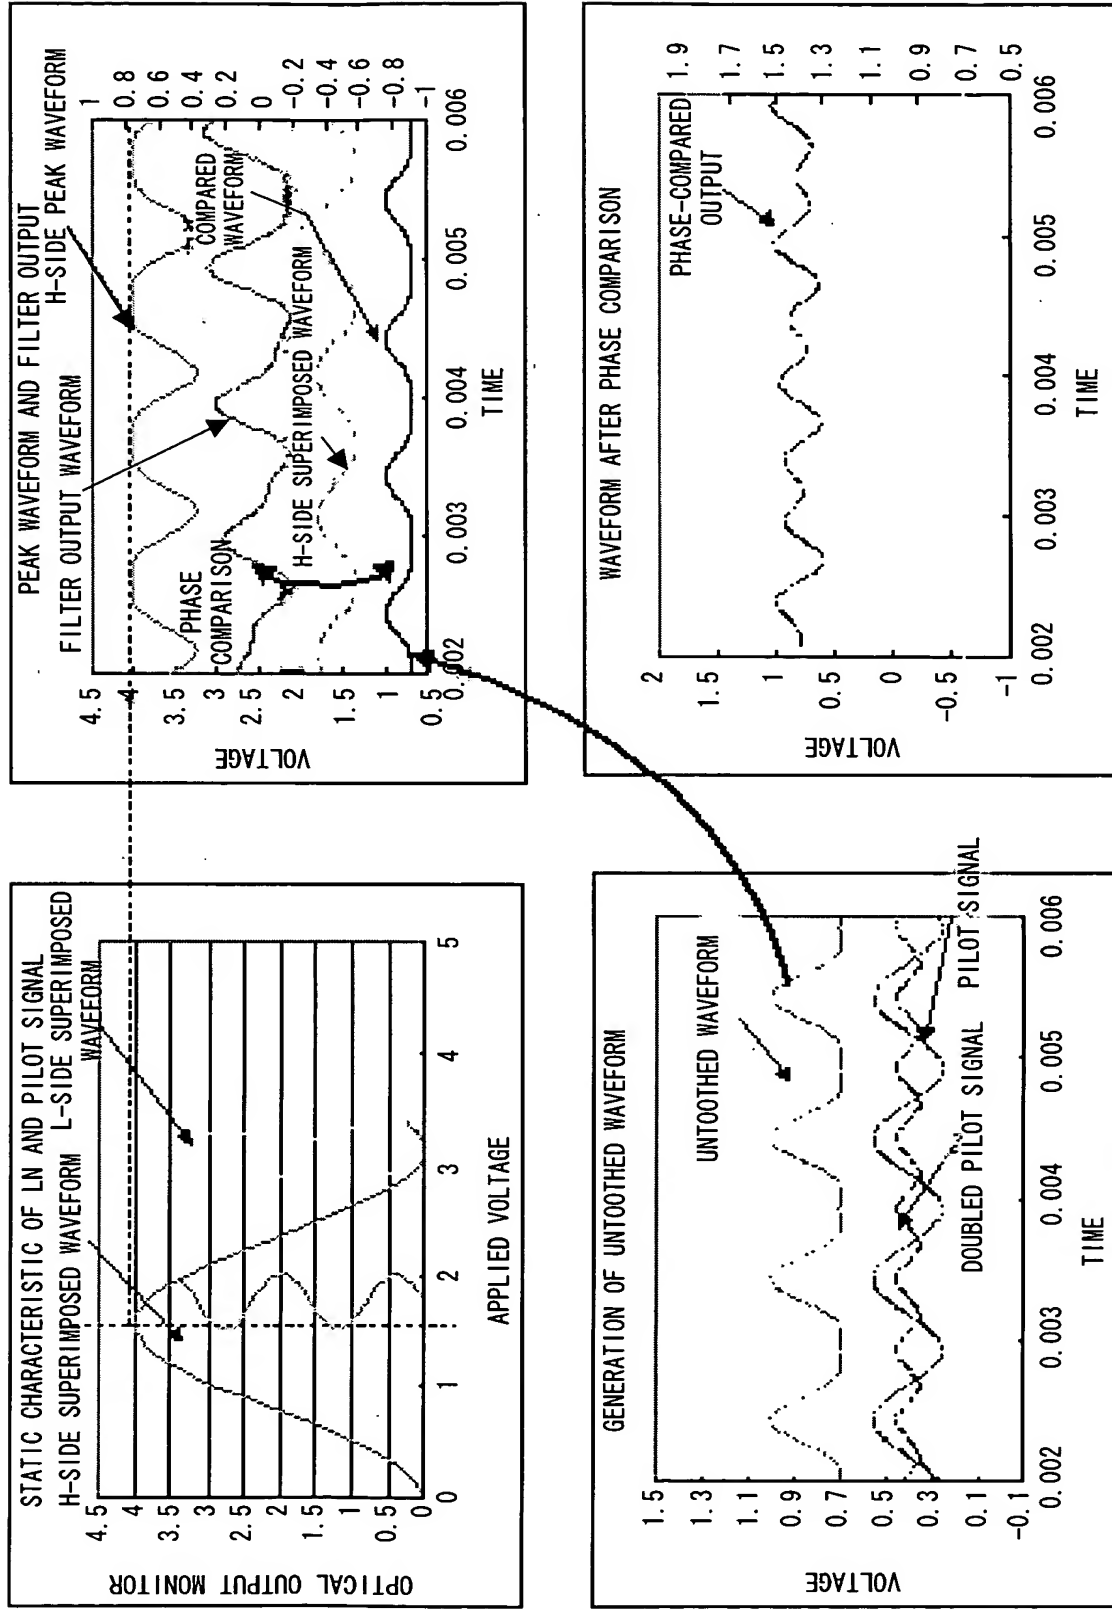 STATIC CHARACTERISTIC OF LN AND PILOT SIGNAL
H-SIDE SUPERIMPOSED WAVEFORM
L-SIDE SUPERIMPOSED
WAVEFORM
OPTICAL OUTPUT MONITOR
4.5
4
3.5
3
2.5
2
1.5
1
0.5
0
0
1
2
3
4
5
APPLIED VOLTAGE
PEAK WAVEFORM AND FILTER OUTPUT
H-SIDE PEAK WAVEFORM
FILTER OUTPUT WAVEFORM
PHASE
COMPARISON
H-SIDE SUPERIMPOSED WAVEFORM
COMPARED
WAVEFORM
VOLTAGE
4.5
4
3.5
3
2.5
2
1.5
1
0.5
1
0.8
0.6
0.4
0.2
0
-0.2
-0.4
-0.6
-0.8
-1
0.002
0.003
0.004
0.005
0.006
TIME
GENERATION OF UNTOOTHED WAVEFORM
UNTOOTHED WAVEFORM
DOUBLED PILOT SIGNAL
PILOT SIGNAL
VOLTAGE
1.5
1.3
1.1
0.9
0.7
0.5
0.3
0.1
-0.1
0.002
0.003
0.004
0.005
0.006
TIME
WAVEFORM AFTER PHASE COMPARISON
PHASE-COMPARED
OUTPUT
VOLTAGE
2
1.5
1
0.5
0
-0.5
-1
1.9
1.7
1.5
1.3
1.1
0.9
0.7
0.5
0.002
0.003
0.004
0.005
0.006
TIME